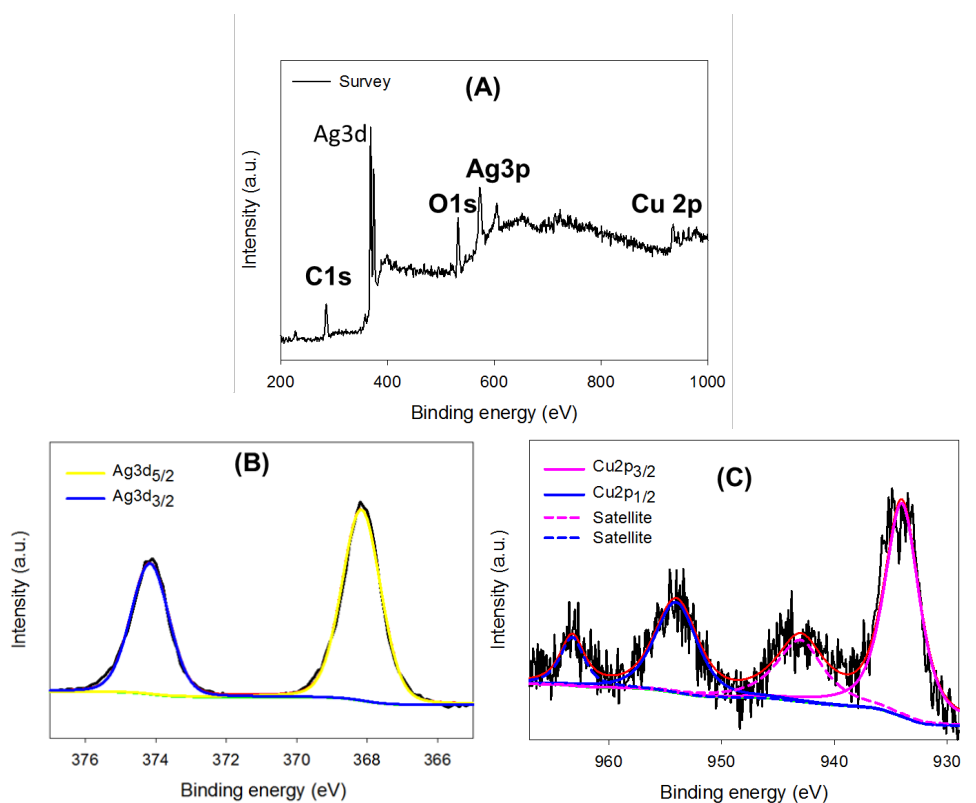 Survey
(A)
Ag3d
Ag3p
O1s
Cu 2p
C1s
Intensity (a.u.)
200 400 600 800 1000
Binding energy (eV)
(B)
Ag3d5/2
Ag3d3/2
Intensity (a.u.)
376 374 372 370 368 366
Binding energy (eV)
(C)
Cu2p3/2
Cu2p1/2
Satellite
Satellite
Intensity (a.u.)
960 950 940 930
Binding energy (eV)